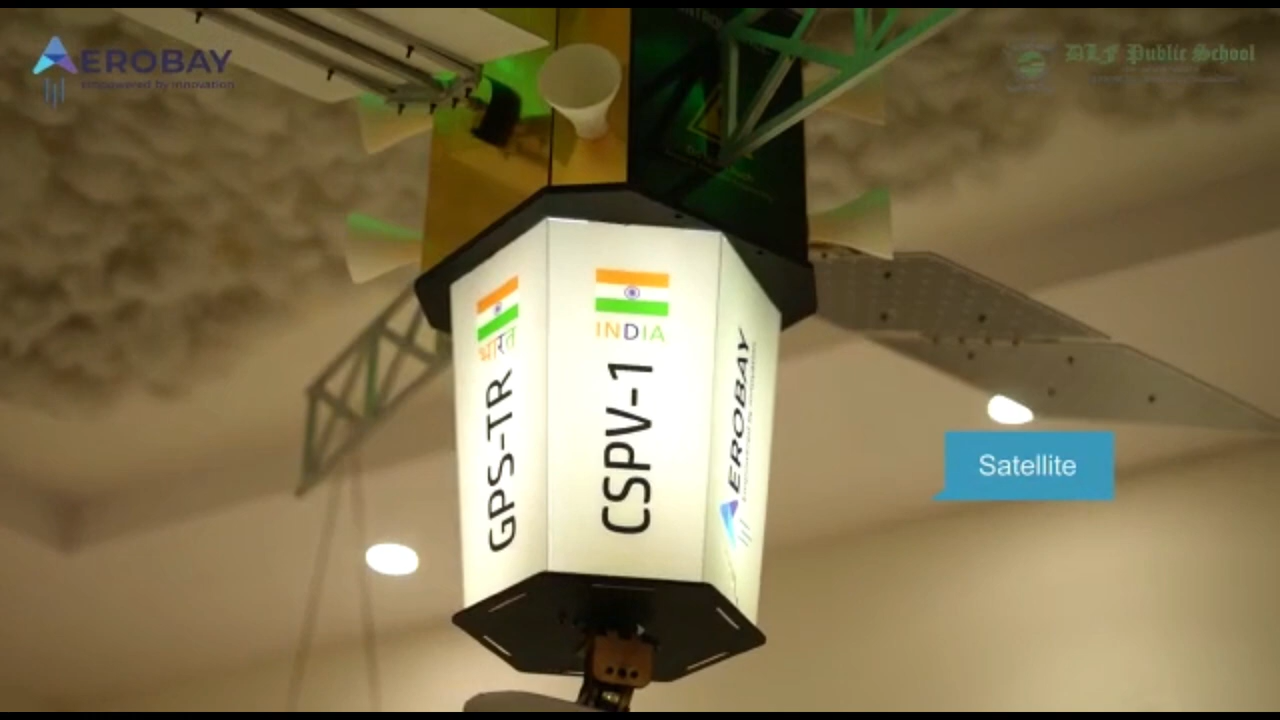 AEROBAY
empowered by innovation
DLF Public School
भारत
INDIA
GPS-TR
CSPV-1
AEROBAY
Satellite